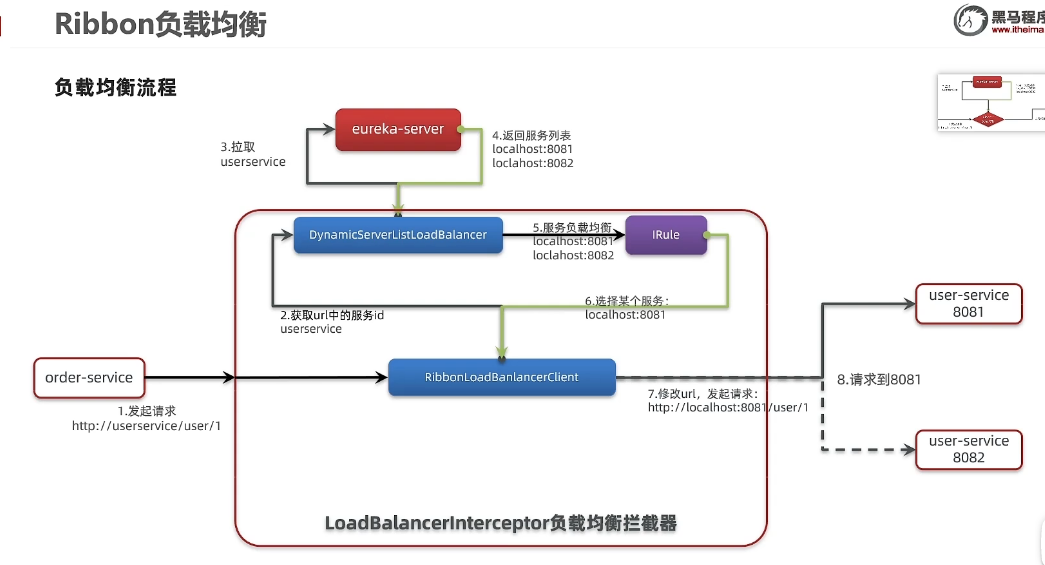 Ribbon负载均衡
黑马程序
www.itheima
负载均衡流程
eureka-server
3.拉取
userservice
4.返回服务列表
localhost:8081
loclahost:8082
DynamicServerListLoadBalancer
5.服务负载均衡
localhost:8081
loclahost:8082
IRule
2.获取url中的服务id
userservice
6.选择某个服务：
localhost:8081
user-service
8081
order-service
RibbonLoadBanlancerClient
8.请求到8081
1.发起请求
http://userservice/user/1
7.修改url，发起请求：
http://localhost:8081/user/1
user-service
8082
LoadBalancerInterceptor负载均衡拦截器